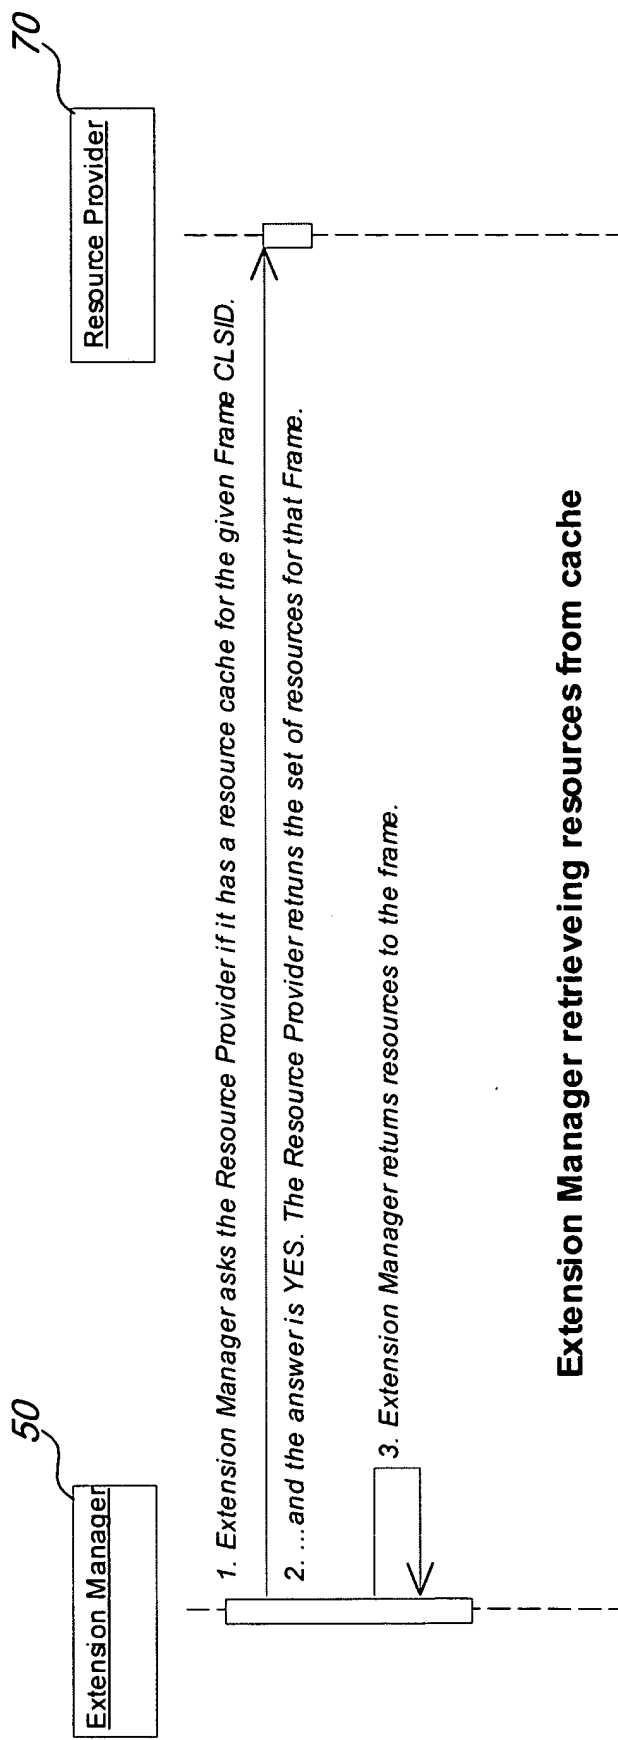 50
Extension Manager
70
Resource Provider
1. Extension Manager asks the Resource Provider if it has a resource cache for the given Frame CLSID.
2. ...and the answer is YES. The Resource Provider retruns the set of resources for that Frame.
3. Extension Manager returns resources to the frame.
Extension Manager retrieveing resources from cache